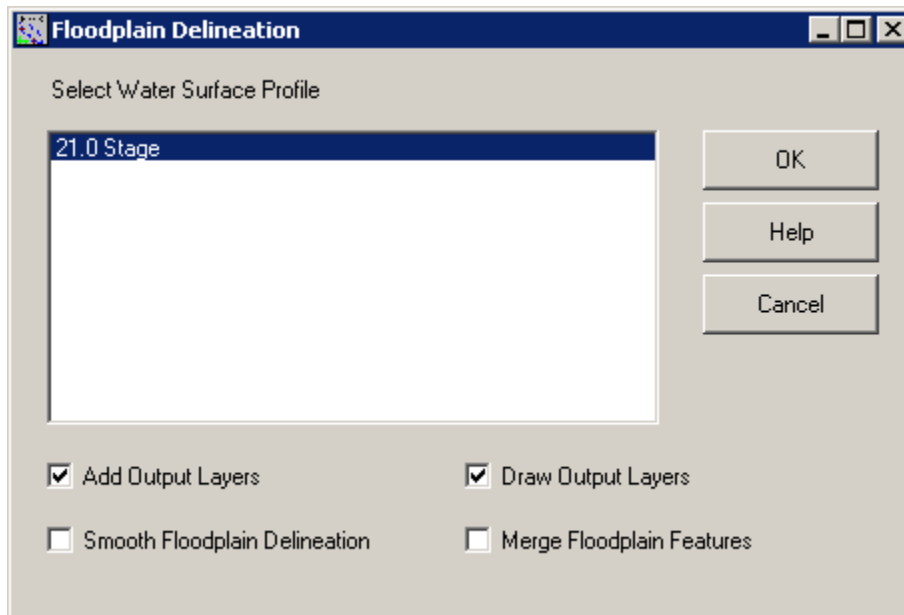 Floodplain Delineation
Select Water Surface Profile
21.0 Stage
OK
Help
Cancel
Add Output Layers
Draw Output Layers
Smooth Floodplain Delineation
Merge Floodplain Features